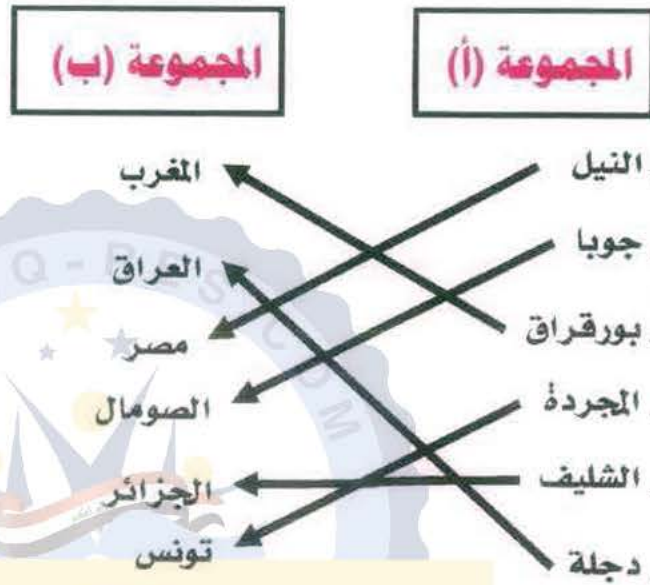 المجموعة (أ)
المجموعة (ب)
النيل
المغرب
جوبا
العراق
بورقراق
مصر
المجردة
الصومال
الشليف
الجزائر
دجلة
تونس